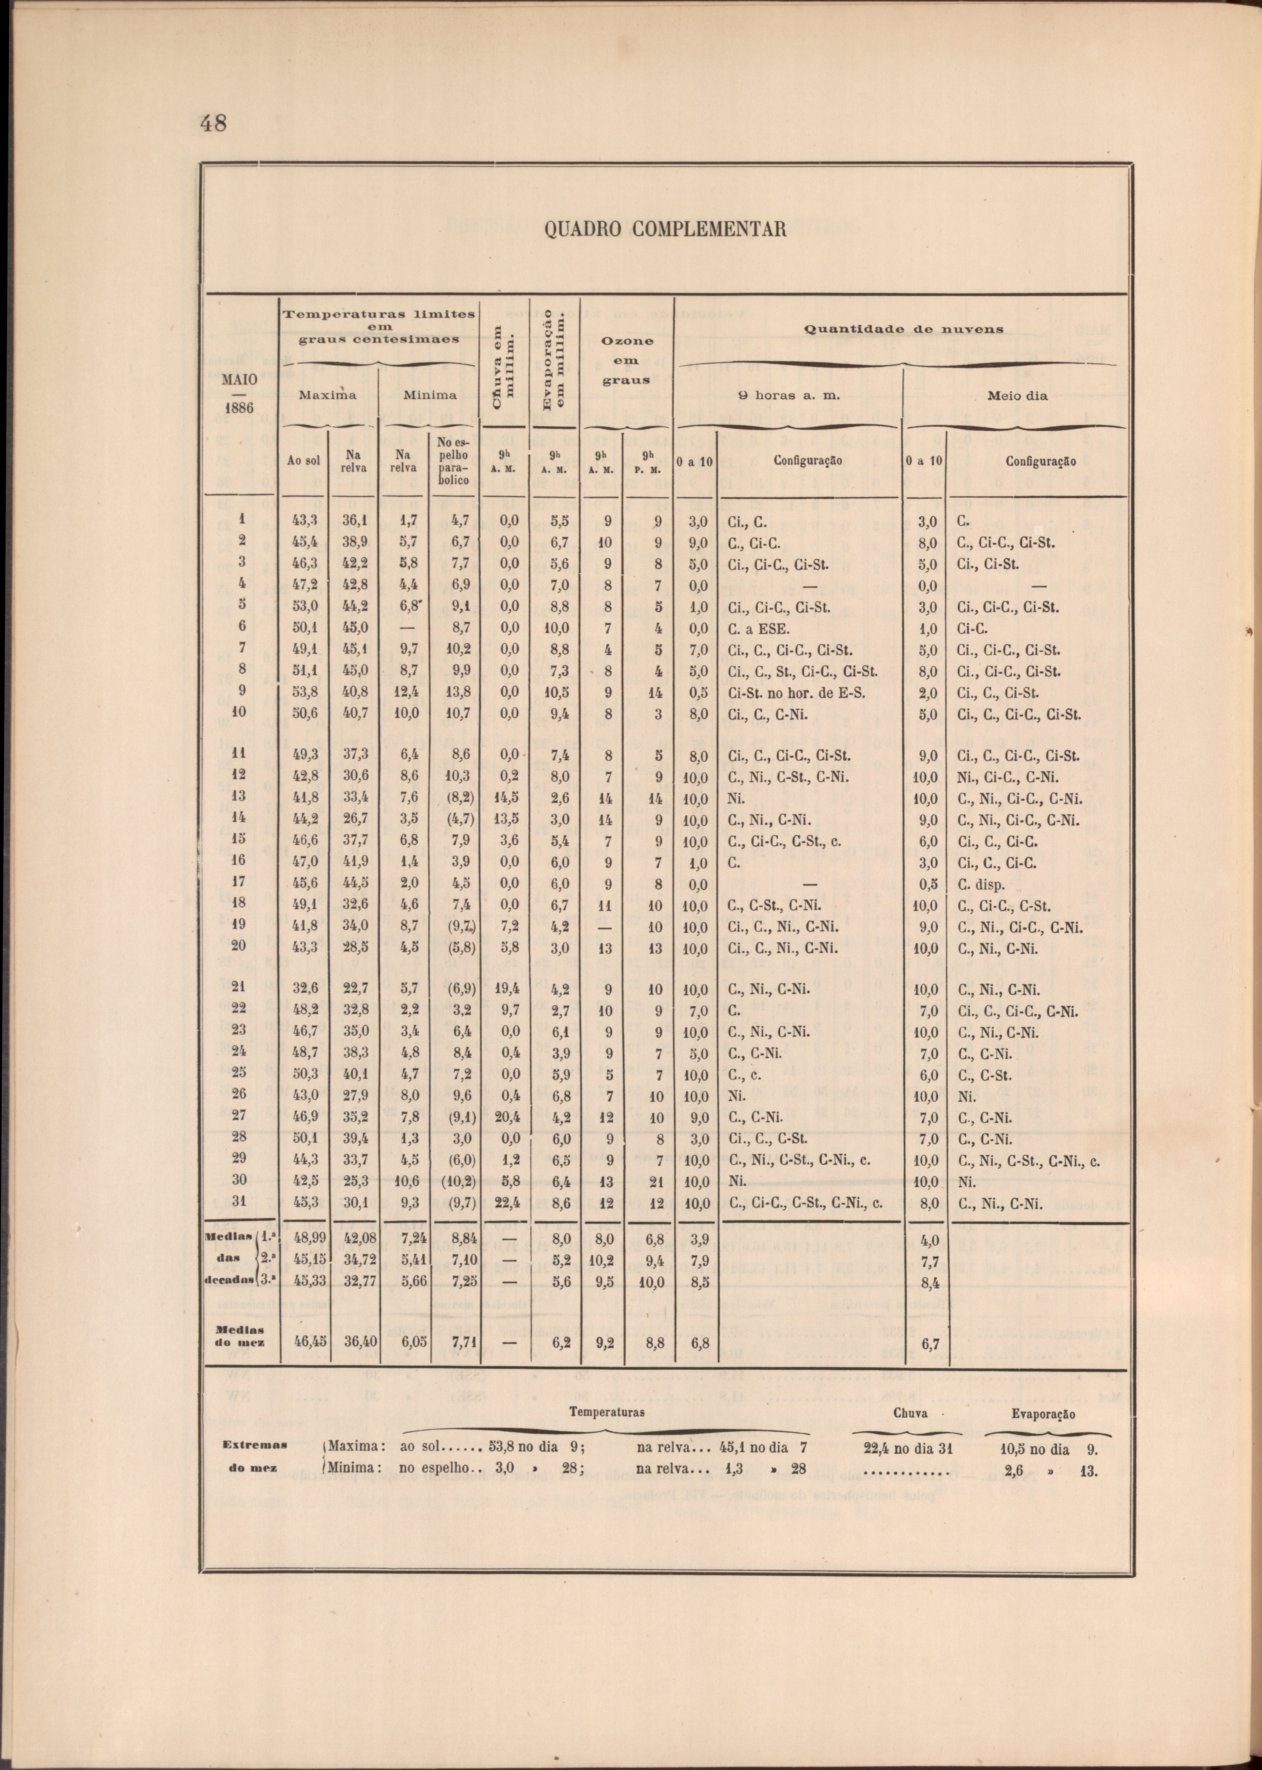 48
QUADRO COMPLEMENTAR
MAIO
—
1886
Temperaturas limites
em
graus centesimaes
Chuva em
millim.
Evaporação
em millim.
Ozone
em
graus
Quantidade de nuvens
Maxima Minima 9 horas a. m. Meio dia
Ao sol Na relva Na relva No espelho para-bolico 9h A. M. 9h A. M. 9h A. M. 9h P. M. 0 a 10 Configuração 0 a 10 Configuração
1 43,3 36,1 1,7 4,7 0,0 5,5 9 9 3,0 Ci., C. 3,0 C.
2 45,4 38,9 5,7 6,7 0,0 6,7 10 9 9,0 C., Ci-C. 8,0 C., Ci-C., Ci-St.
3 46,3 42,2 5,8 7,7 0,0 5,6 9 8 5,0 Ci., Ci-C., Ci-St. 5,0 Ci., Ci-St.
4 47,2 42,8 4,4 6,9 0,0 7,0 8 7 0,0 — 0,0 —
5 53,0 44,2 6,8 9,1 0,0 8,8 8 5 1,0 Ci., Ci-C., Ci-St. 3,0 Ci., Ci-C., Ci-St.
6 50,1 45,0 — 8,7 0,0 10,0 7 4 0,0 C. a ESE. 1,0 Ci-C.
7 49,1 45,1 9,7 10,2 0,0 8,8 4 5 7,0 Ci., C., Ci-C., Ci-St. 5,0 Ci., Ci-C., Ci-St.
8 51,1 45,0 8,7 9,9 0,0 7,3 8 4 5,0 Ci., C., St., Ci-C., Ci-St. 8,0 Ci., Ci-C., Ci-St.
9 53,8 40,8 12,4 13,8 0,0 10,5 9 14 0,5 Ci-St. no hor. de E-S. 2,0 Ci., C., Ci-St.
10 50,6 40,7 10,0 10,7 0,0 9,4 8 3 8,0 Ci., C., C-Ni. 5,0 Ci., C., Ci-C., Ci-St.
11 49,3 37,3 6,4 8,6 0,0 7,4 8 5 8,0 Ci., C., Ci-C., Ci-St. 9,0 Ci., C., Ci-C., Ci-St.
12 42,8 30,6 8,6 10,3 0,2 8,0 7 9 10,0 C., Ni., C-St., C-Ni. 10,0 Ni., Ci-C., C-Ni.
13 41,8 33,4 7,6 (8,2) 14,5 2,6 14 14 10,0 Ni. 10,0 C., Ni., Ci-C., C-Ni.
14 44,2 26,7 3,5 (4,7) 13,5 3,0 14 9 10,0 C., Ni., C-Ni. 9,0 C., Ni., Ci-C., C-Ni.
15 46,6 37,7 6,8 7,9 3,6 5,4 7 9 10,0 C., Ci-C., C-St., c. 6,0 Ci., C., Ci-C.
16 47,0 41,9 1,4 3,9 0,0 6,0 9 7 1,0 C. 3,0 Ci., C., Ci-C.
17 45,6 44,5 2,0 4,5 0,0 6,0 9 8 0,0 — 0,5 C. disp.
18 49,1 32,6 4,6 7,4 0,0 6,7 11 10 10,0 C., C-St., C-Ni. 10,0 C., Ci-C., C-St.
19 41,8 34,0 8,7 (9,7) 7,2 4,2 — 10 10,0 Ci., C., Ni., C-Ni. 9,0 C., Ni., Ci-C., C-Ni.
20 43,3 28,5 4,5 (5,8) 5,8 3,0 13 13 10,0 Ci., C., Ni., C-Ni. 10,0 C., Ni., C-Ni.
21 32,6 22,7 5,7 (6,9) 19,4 4,2 9 10 10,0 C., Ni., C-Ni. 10,0 C., Ni., C-Ni.
22 48,2 32,8 2,2 3,2 9,7 2,7 10 9 7,0 C. 7,0 Ci., C., Ci-C., C-Ni.
23 46,7 35,0 3,4 6,4 0,0 6,1 9 9 10,0 C., Ni., C-Ni. 10,0 C., Ni., C-Ni.
24 48,7 38,3 4,8 8,4 0,4 3,9 9 7 5,0 C., C-Ni. 7,0 C., C-Ni.
25 50,3 40,1 4,7 7,2 0,0 5,9 5 7 10,0 C., c. 6,0 C., C-St.
26 43,0 27,9 8,0 9,6 0,4 6,8 7 10 10,0 Ni. 10,0 Ni.
27 46,9 35,2 7,8 (9,1) 20,4 4,2 12 10 9,0 C., C-Ni. 7,0 C., C-Ni.
28 50,1 39,4 1,3 3,0 0,0 6,0 9 8 3,0 Ci., C., C-St. 7,0 C., C-Ni.
29 44,3 33,7 4,5 (6,0) 1,2 6,5 9 7 10,0 C., Ni., C-St., C-Ni., c. 10,0 C., Ni., C-St., C-Ni., c.
30 42,5 25,3 10,6 (10,2) 5,8 6,4 13 21 10,0 Ni. 10,0 Ni.
31 45,3 30,1 9,3 (9,7) 22,4 8,6 12 12 10,0 C., Ci-C., C-St., C-Ni., c. 8,0 C., Ni., C-Ni.
Medias 1.ª 48,99 42,08 7,24 8,84 — 8,0 8,0 6,8 3,9 4,0
das 2.ª 45,15 34,72 5,41 7,10 — 5,2 10,2 9,4 7,9 7,7
decadas 3.ª 45,33 32,77 5,66 7,25 — 5,6 9,5 10,0 8,5 8,4
Medias
do mez 46,45 36,40 6,05 7,71 — 6,2 9,2 8,8 6,8 6,7
Temperaturas Chuva Evaporação
Extremas Maxima: ao sol...... 53,8 no dia 9; na relva... 45,1 no dia 7 22,4 no dia 31 10,5 no dia 9.
do mez Minima: no espelho.. 3,0 » 28; na relva... 1,3 » 28 ............ 2,6 » 13.